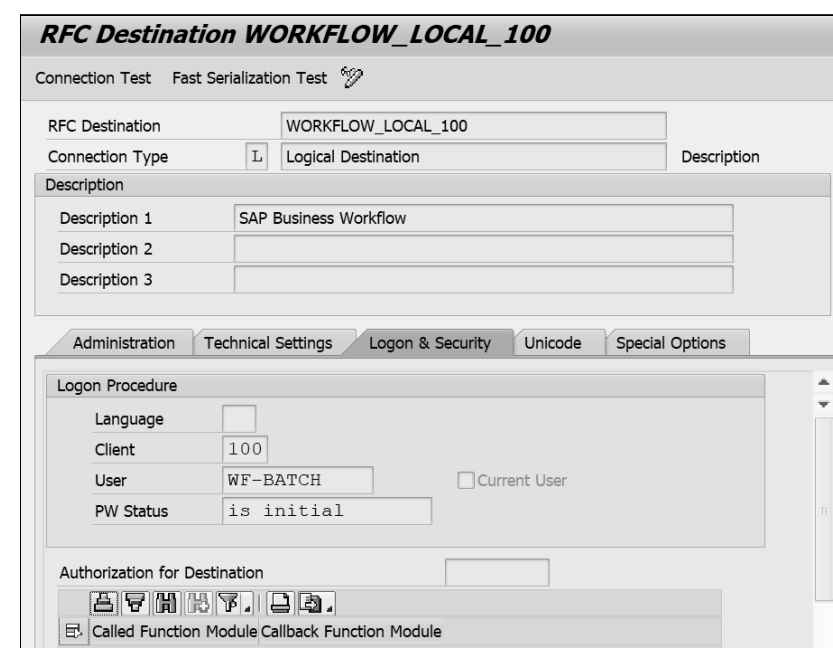 RFC Destination WORKFLOW_LOCAL_100
Connection Test Fast Serialization Test
RFC Destination WORKFLOW_LOCAL_100
Connection Type L Logical Destination Description
Description
Description 1 SAP Business Workflow
Description 2
Description 3
Administration Technical Settings Logon & Security Unicode Special Options
Logon Procedure
Language
Client 100
User WF-BATCH Current User
PW Status is initial
Authorization for Destination
Called Function Module Callback Function Module